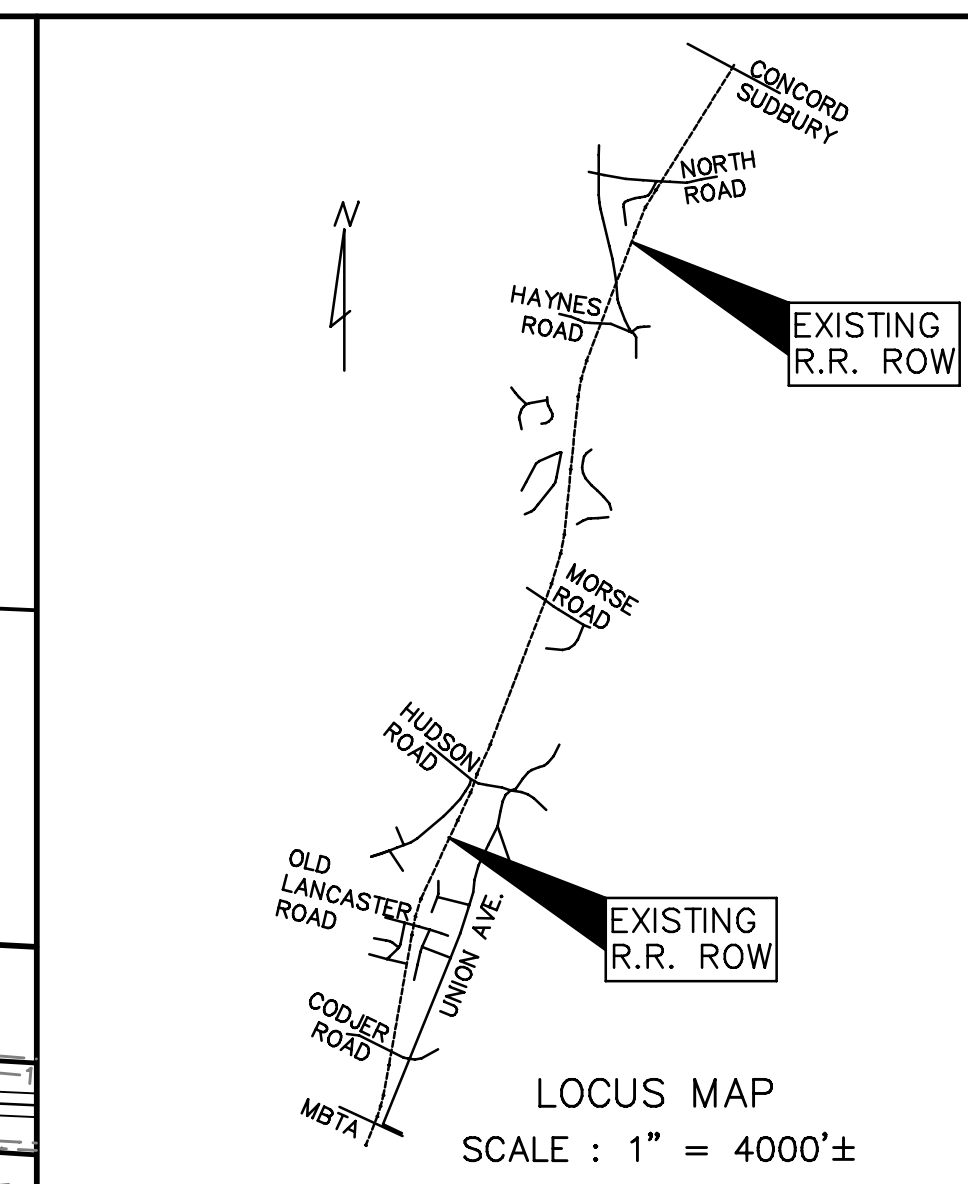 CONCORD
SUDBURY
NORTH
ROAD
N
HAYNES
ROAD
EXISTING
R.R. ROW
MORSE
ROAD
HUDSON
ROAD
OLD
LANCASTER
ROAD
UNION AVE.
EXISTING
R.R. ROW
CODJER
ROAD
MBTA
LOCUS MAP
SCALE : 1" = 4000'±
1